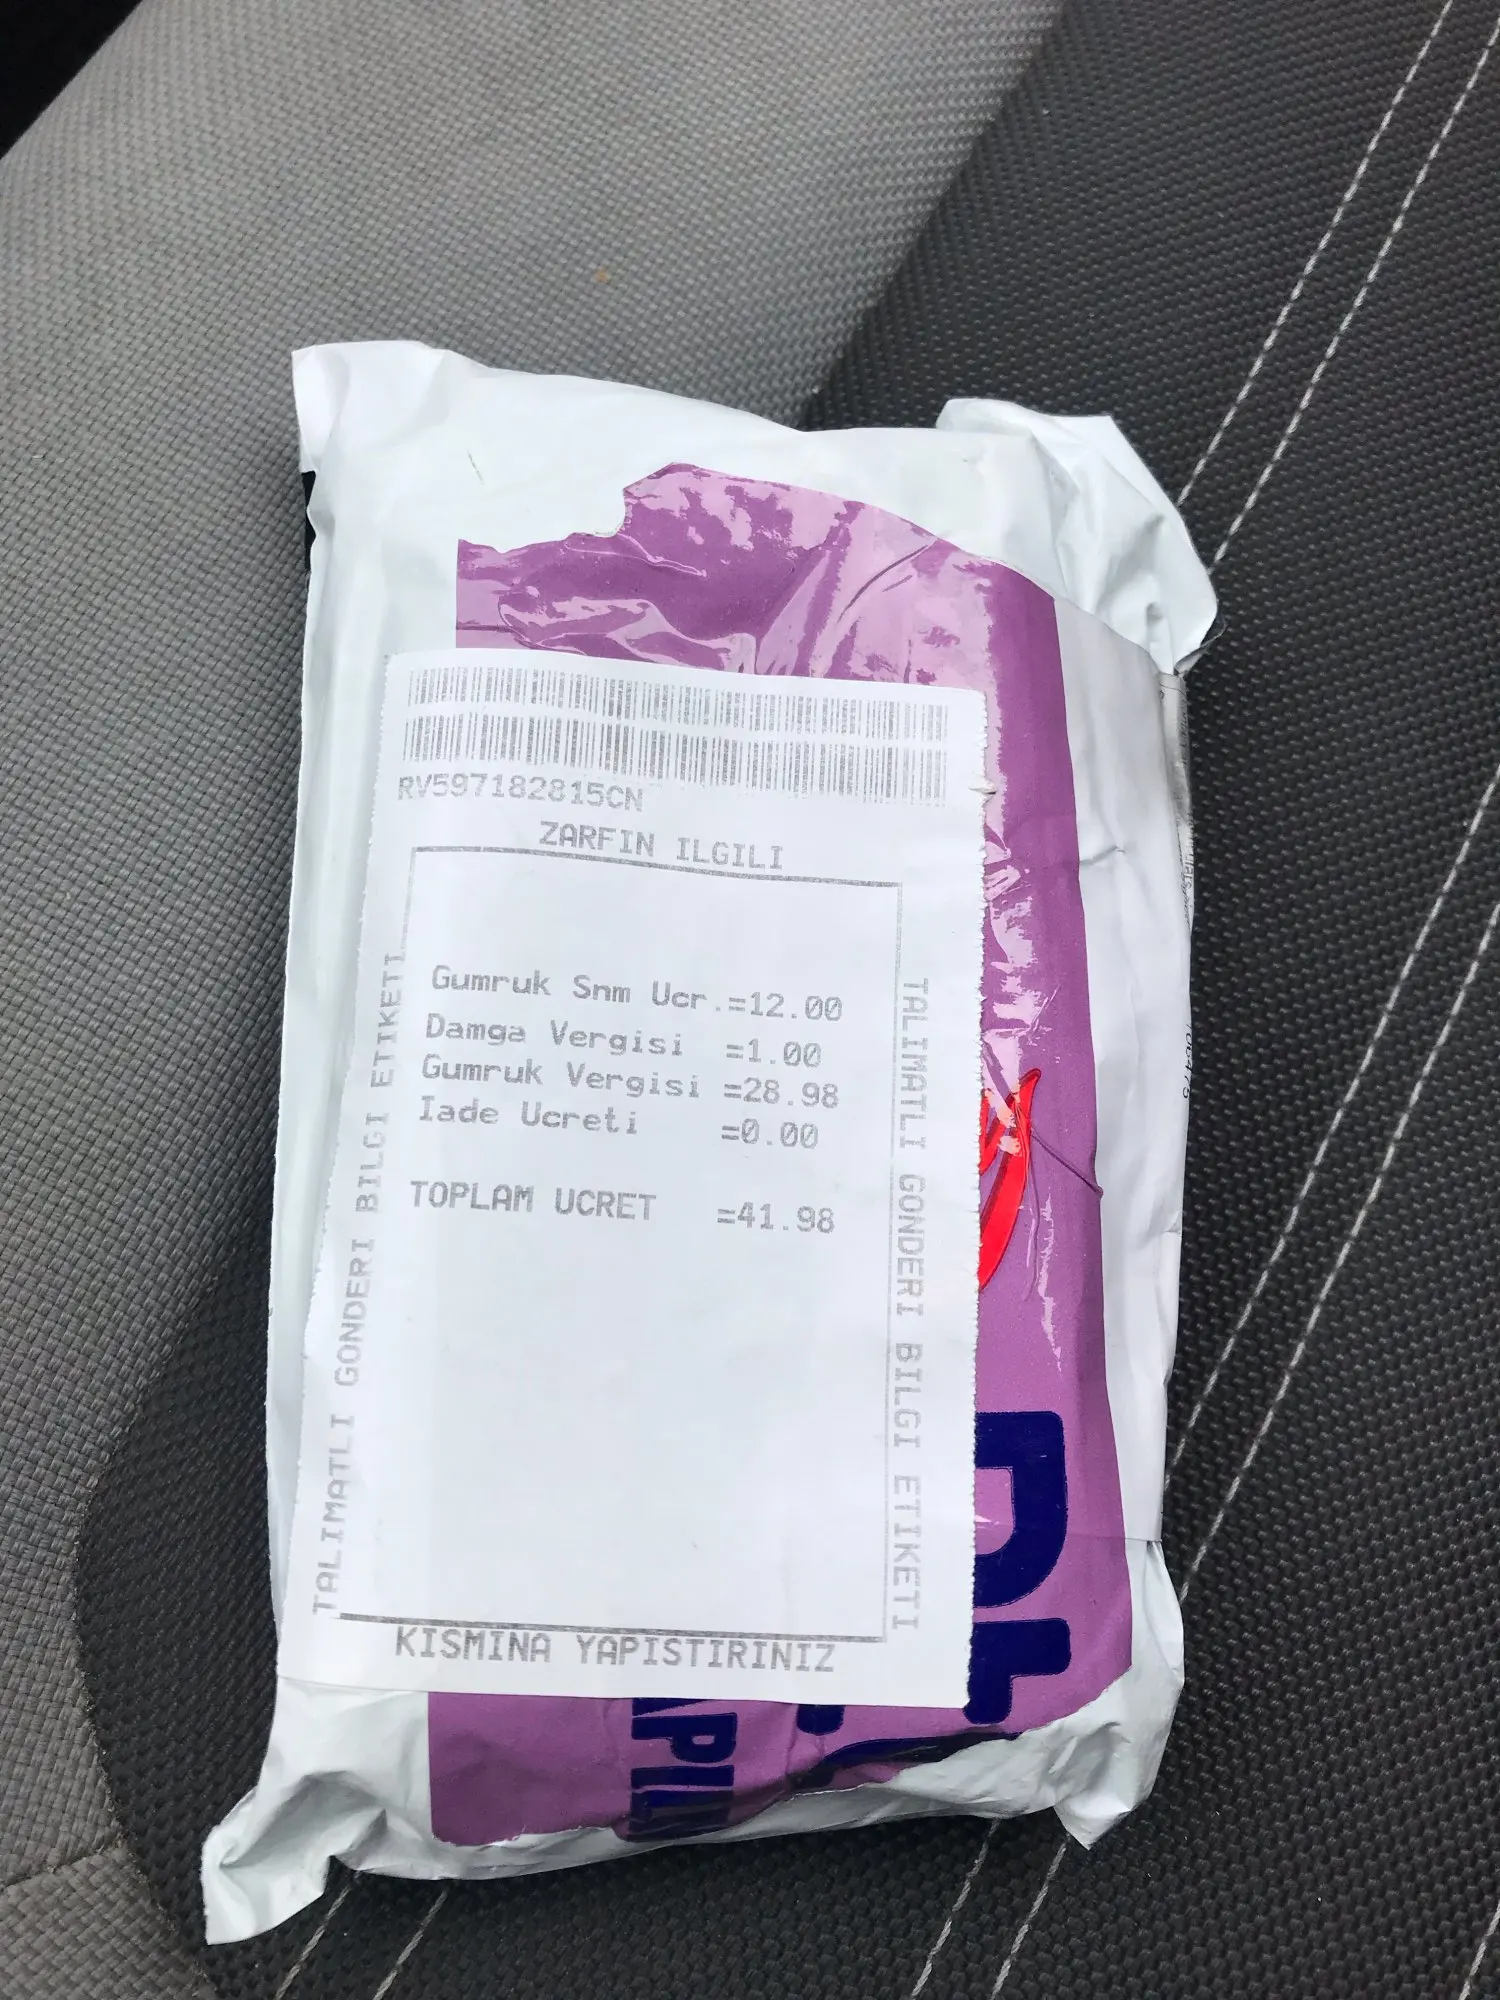 RV597182815CN
ZARFIN ILGILI
TALIMATLI GONDERI BILGI ETIKETI
Gumruk Snm Ucr.=12.00
Damga Vergisi =1.00
Gumruk Vergisi =28.98
Iade Ucreti =0.00
TOPLAM UCRET =41.98
TALIMATLI GONDERI BILGI ETIKETI
KISMINA YAPISTIRINIZ